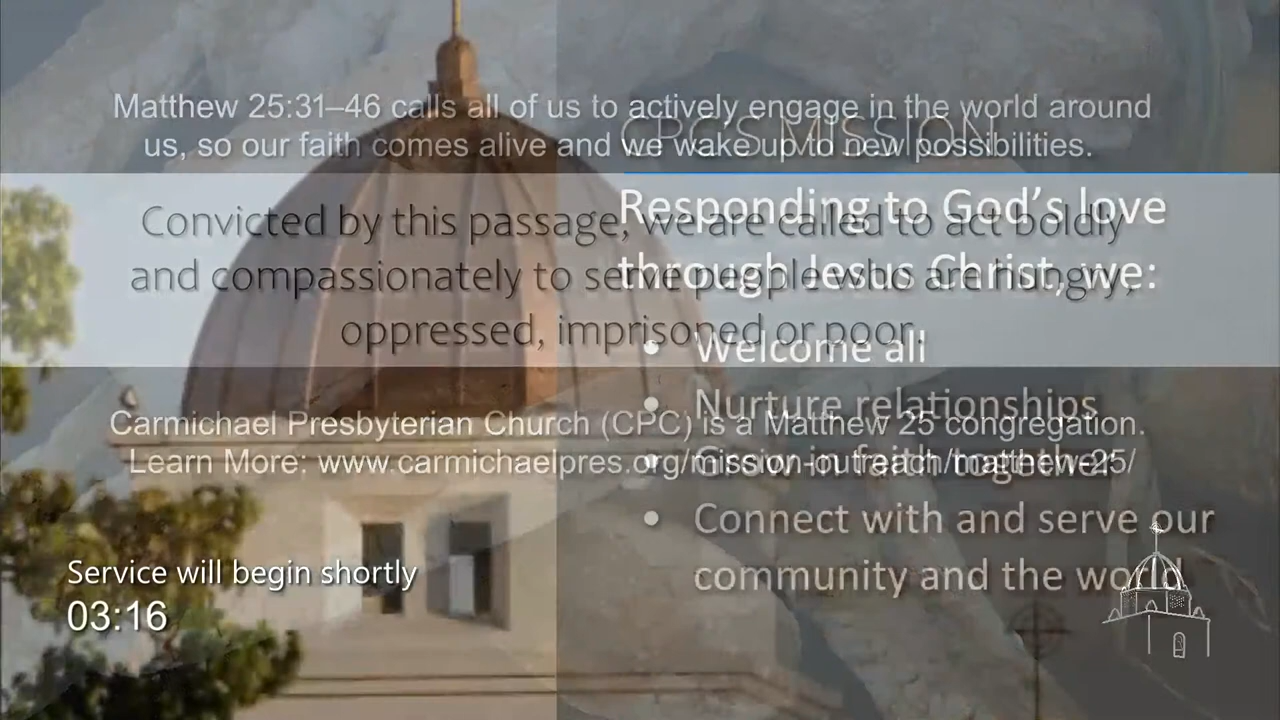 Matthew 25:31–46 calls all of us to actively engage in the world around
us, so our faith comes alive and we wake up to new possibilities.
CPC'S MISSION
Convicted by this passage, we are called to act boldly
and compassionately to serve people who are hungry,
oppressed, imprisoned or poor.
Responding to God's love
through Jesus Christ, we:
• Welcome all
• Nurture relationships
• Grow in faith together
• Connect with and serve our
community and the world
Carmichael Presbyterian Church (CPC) is a Matthew 25 congregation.
Learn More: www.carmichaelpres.org/mission-outreach/matthew-25/
Service will begin shortly
03:16